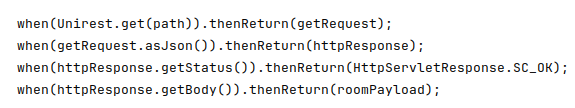 when(Unirest.get(path)).thenReturn(getRequest);
when(getRequest.asJson()).thenReturn(httpResponse);
when(httpResponse.getStatus()).thenReturn(HttpServletResponse.SC_OK);
when(httpResponse.getBody()).thenReturn(roomPayload);